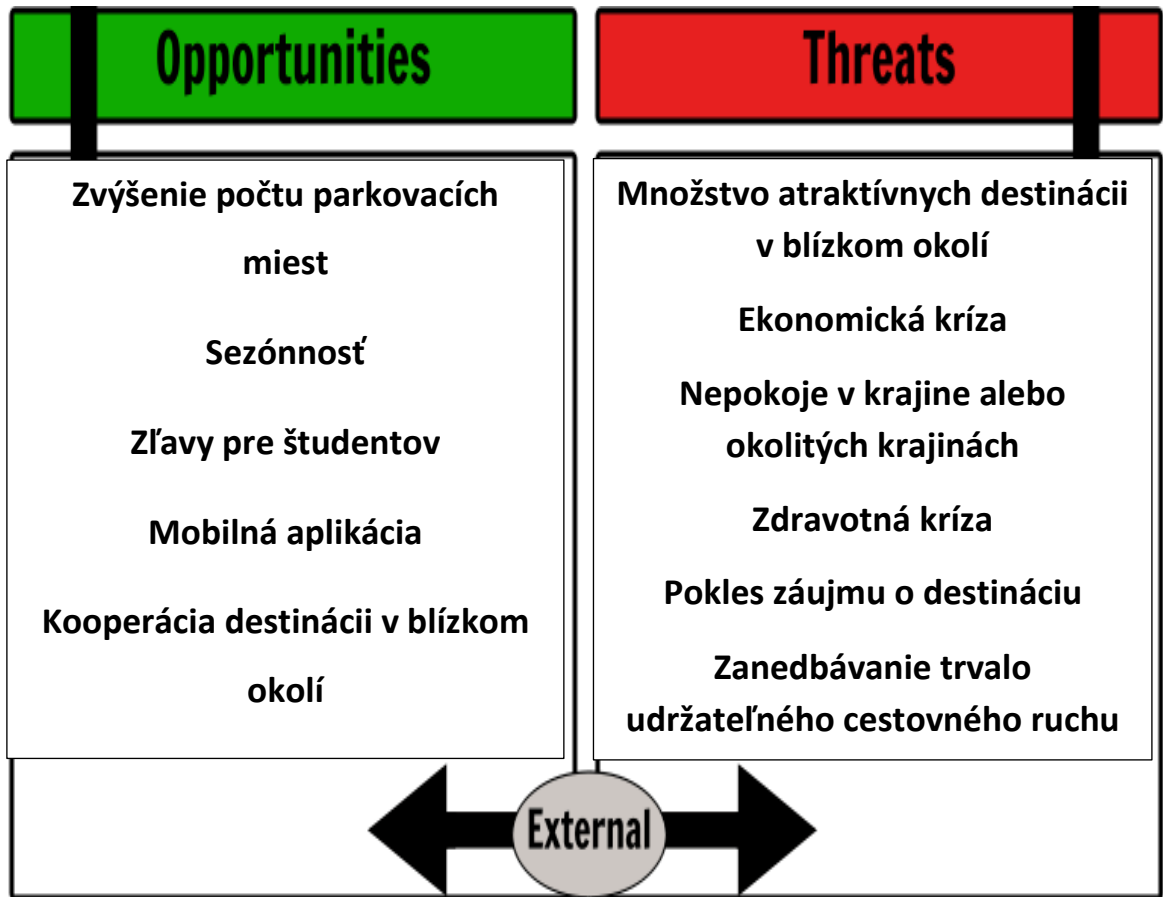 Opportunities
Zvýšenie počtu parkovacích
miest
Sezónnosť
Zľavy pre študentov
Mobilná aplikácia
Kooperácia destinácii v blízkom
okolí
Threats
Množstvo atraktívnych destinácii
v blízkom okolí
Ekonomická kríza
Nepokoje v krajine alebo
okolitých krajinách
Zdravotná kríza
Pokles záujmu o destináciu
Zanedbávanie trvalo
udržateľného cestovného ruchu
External